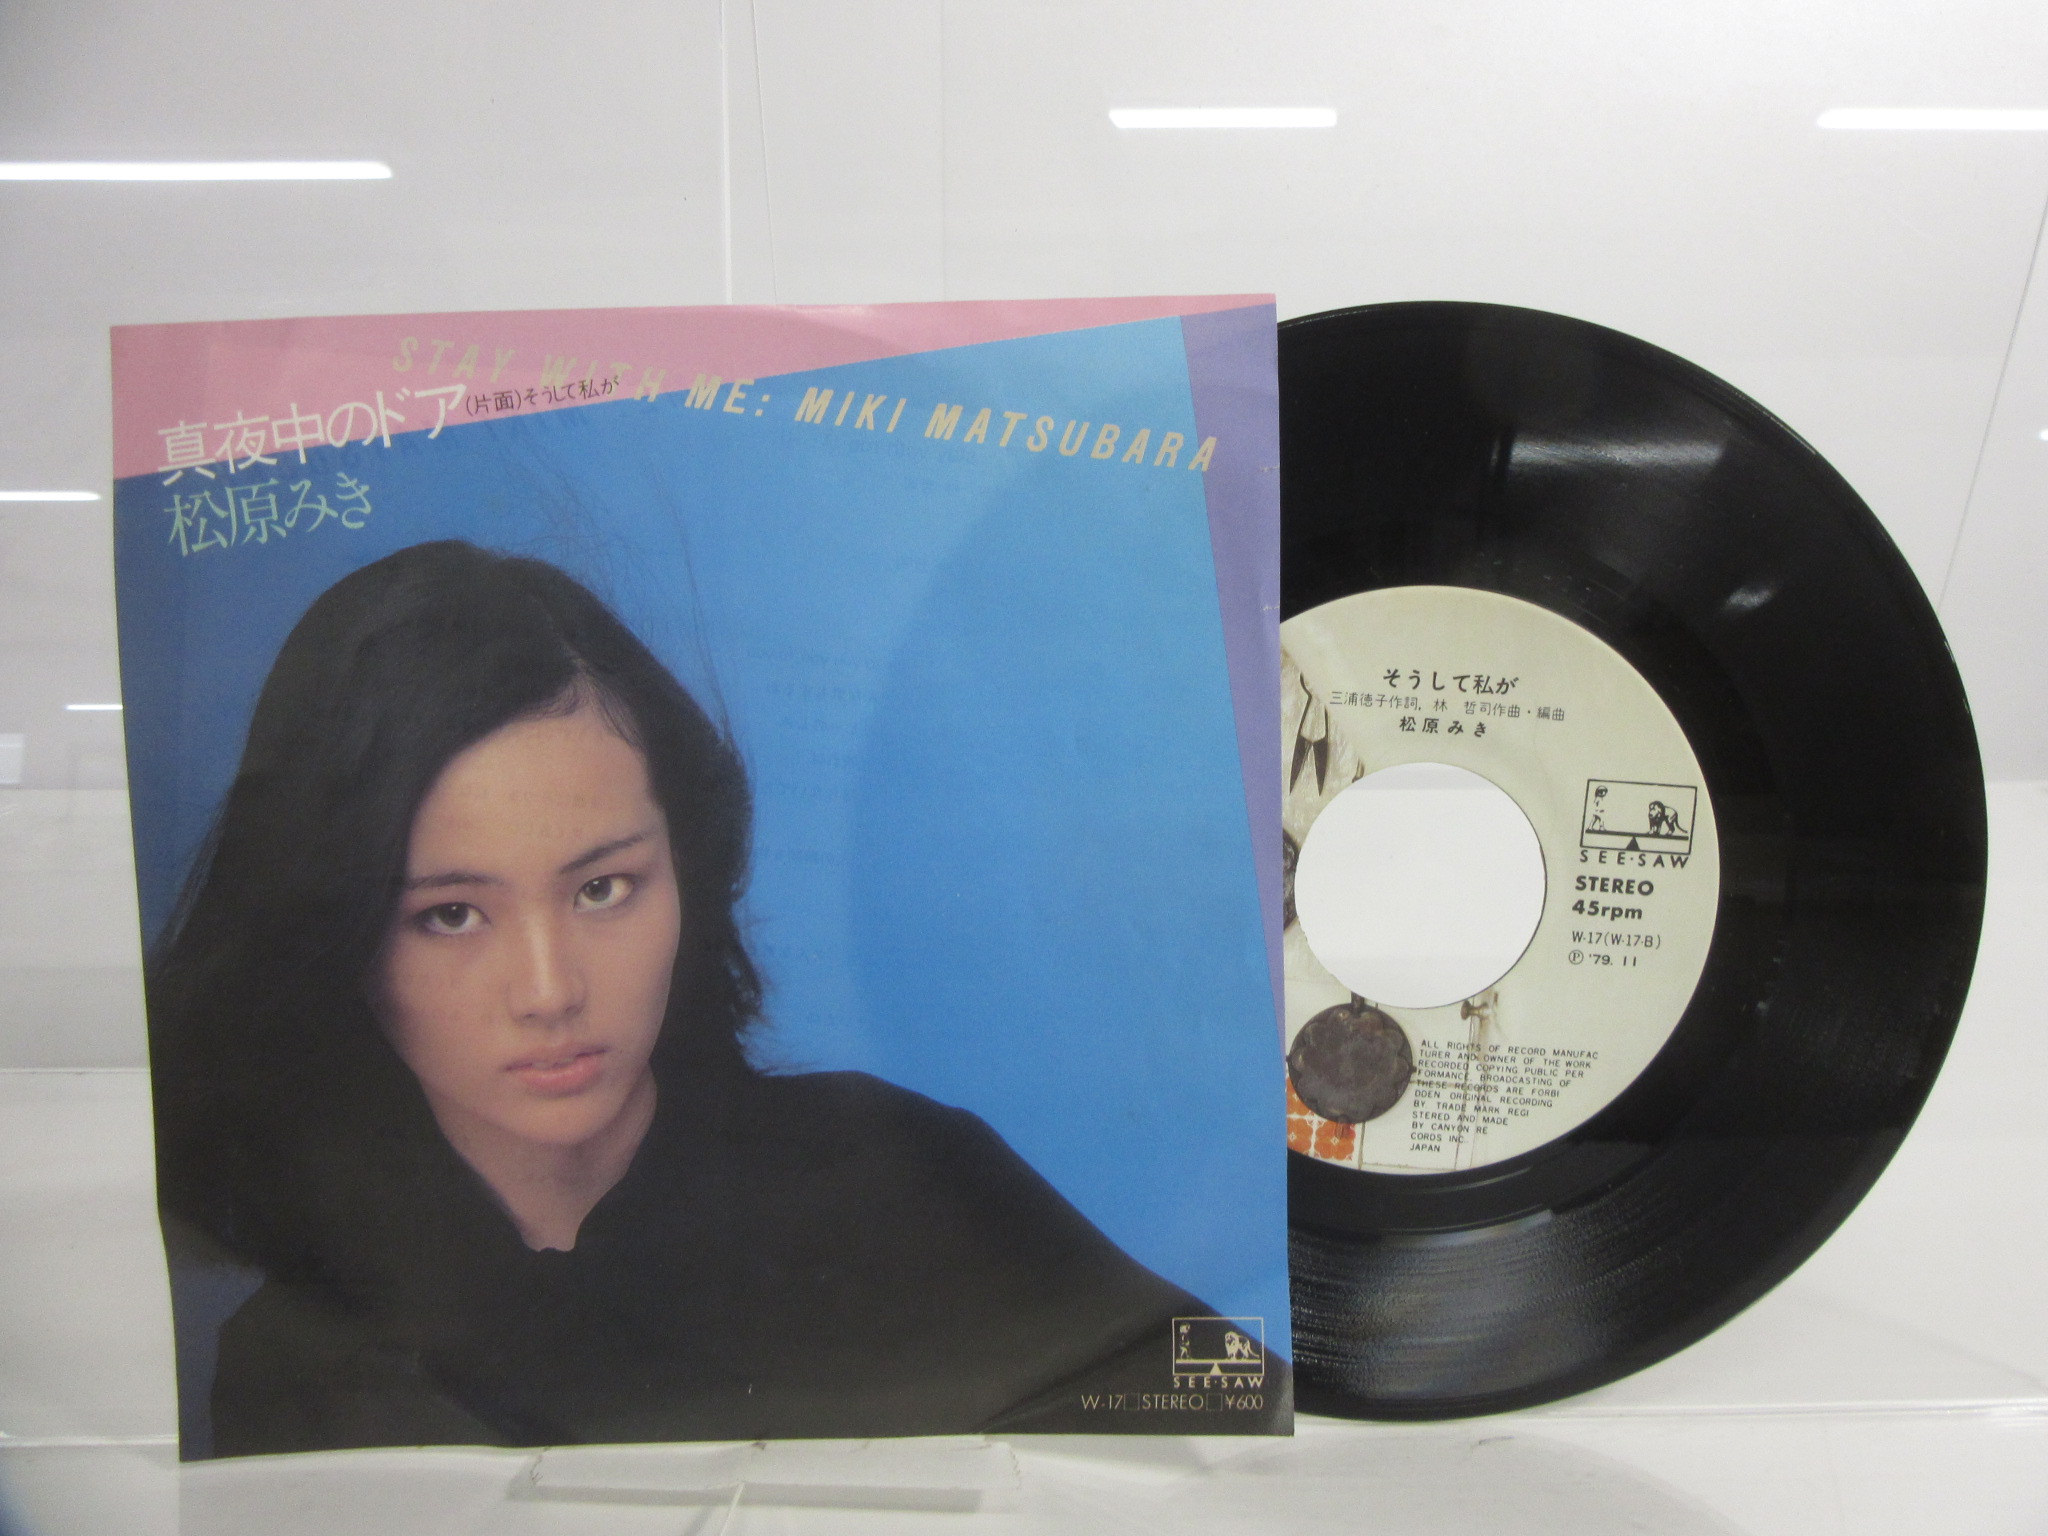 STAY WITH ME: MIKI MATSUBARA
真夜中のドア (片面)そうして私が
松原みき
SEE·SAW
W-17□STEREO□¥600
そうして私が
三浦徳子作詞, 林 哲司作曲・編曲
松原みき
SEE·SAW
STEREO
45rpm
W-17(W-17-B)
Ⓟ '79. 11
ALL RIGHTS OF RECORD MANUFAC
TURER AND OWNER OF THE WORK
RECORDED COPYING, PUBLIC PER
FORMANCE, BROADCASTING OF
THESE RECORDS ARE FORBI
DDEN ORIGINAL RECORDING
BY TRADE MARK REGI
STERED AND MADE
BY CANYON RE
CORDS INC.
JAPAN